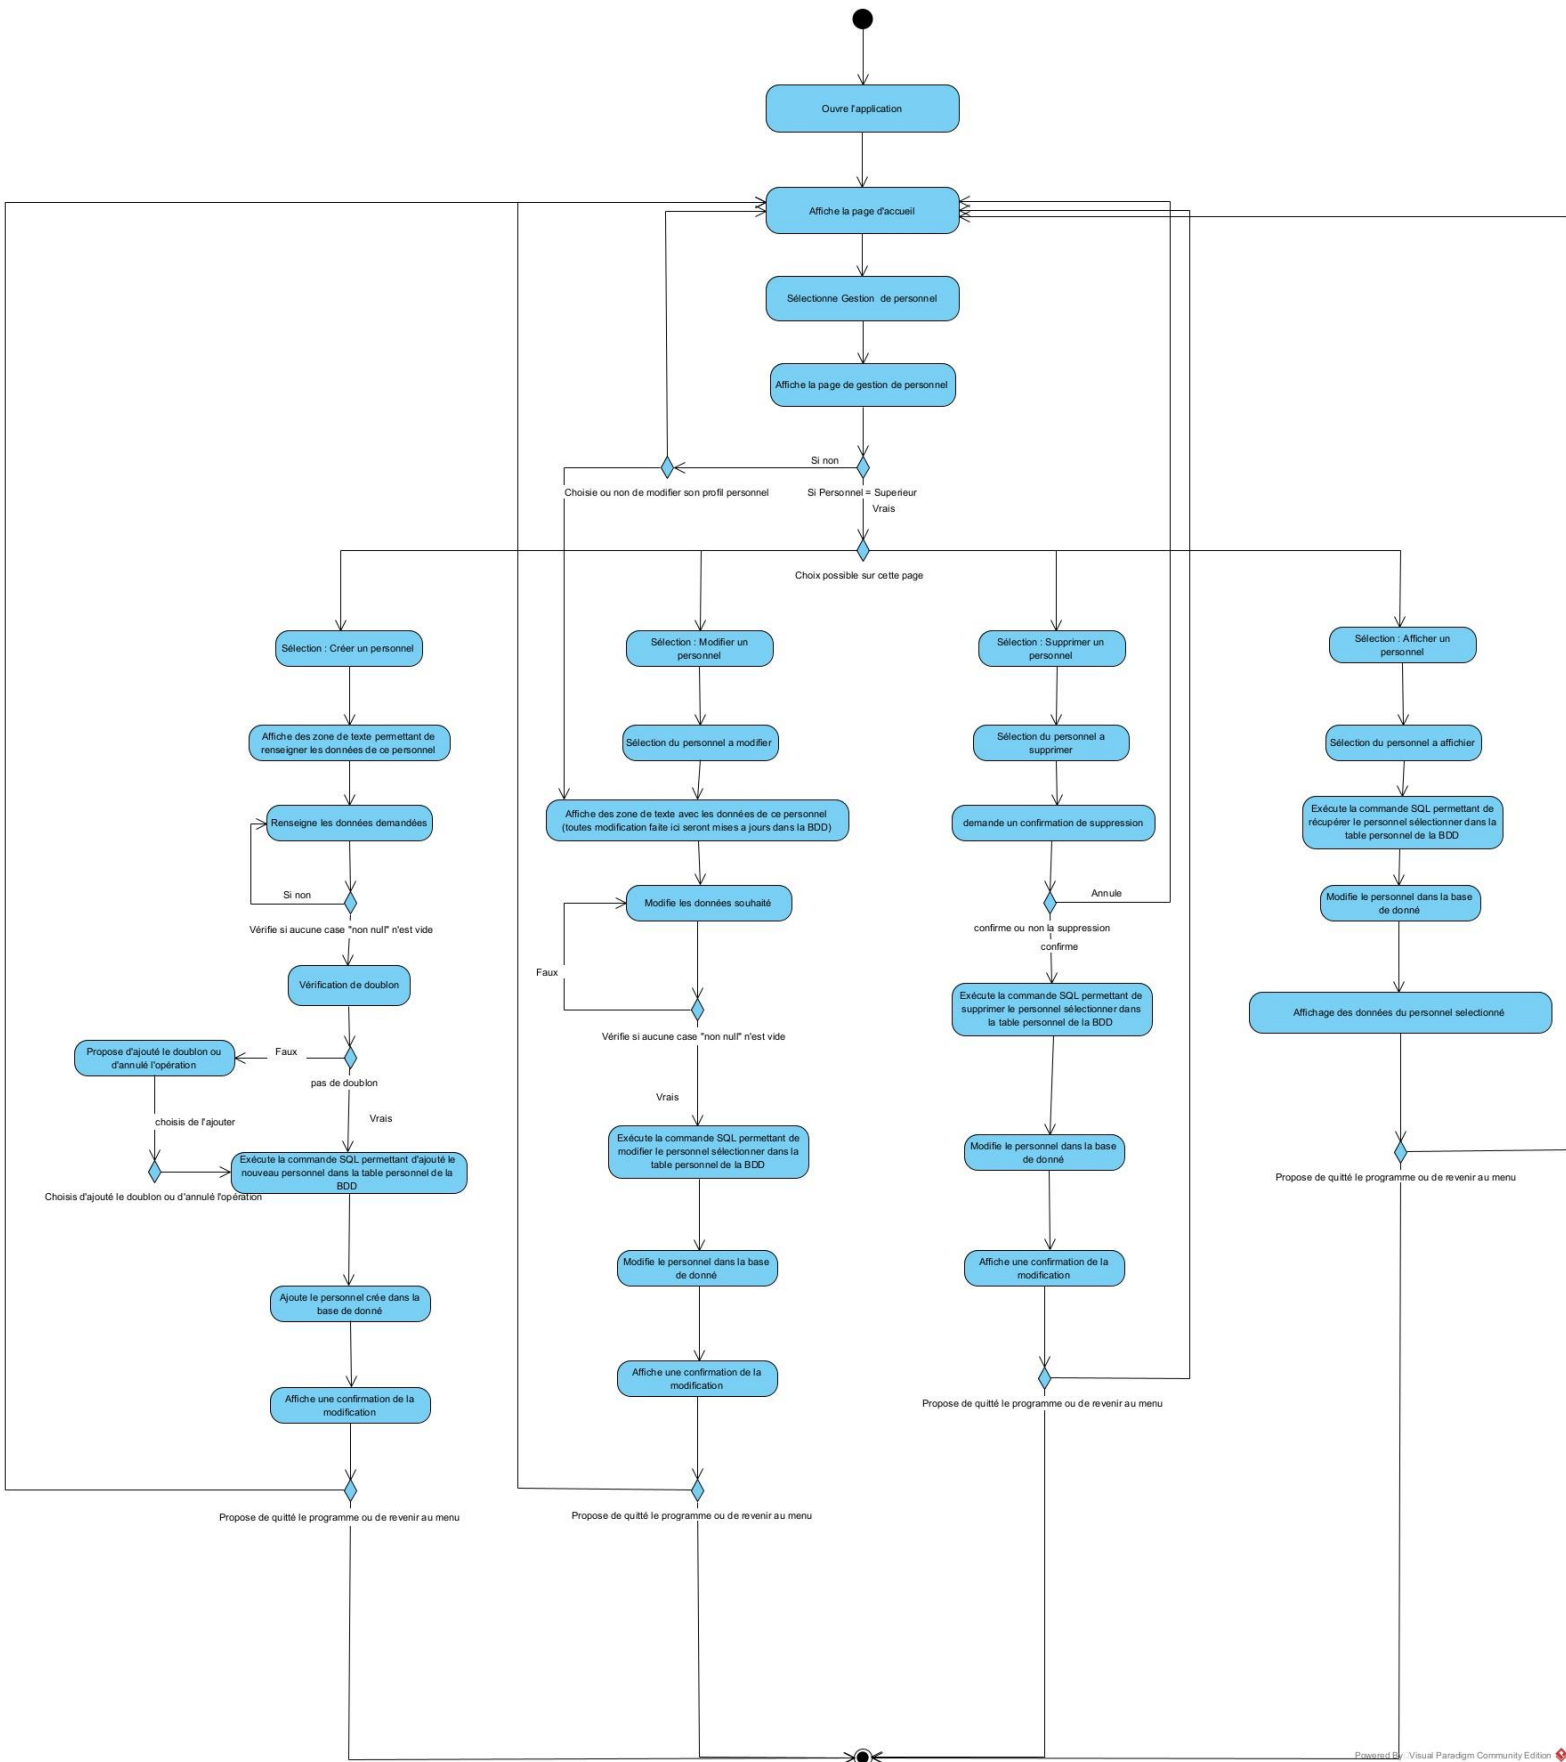 Ouvre l'application
Affiche la page d'accueil
Sélectionne Gestion de personnel
Affiche la page de gestion de personnel
Si non
Choisie ou non de modifier son profil personnel
Si Personnel = Superieur
Vrais
Choix possible sur cette page
Sélection : Créer un personnel
Affiche des zone de texte permettant de
renseigner les données de ce personnel
Renseigne les données demandées
Si non
Vérifie si aucune case "non null" n'est vide
Vérification de doublon
Propose d'ajouté le doublon ou
d'annulé l'opération
Faux
pas de doublon
choisis de l'ajouter
Vrais
Choisis d'ajouté le doublon ou d'annulé l'opération
Exécute la commande SQL permettant d'ajouté le
nouveau personnel dans la table personnel de la
BDD
Ajoute le personnel crée dans la
base de donné
Affiche une confirmation de la
modification
Propose de quitté le programme ou de revenir au menu
Sélection : Modifier un
personnel
Sélection du personnel a modifier
Affiche des zone de texte avec les données de ce personnel
(toutes modification faite ici seront mises a jours dans la BDD)
Modifie les données souhaité
Faux
Vérifie si aucune case "non null" n'est vide
Vrais
Exécute la commande SQL permettant de
modifier le personnel sélectionner dans la
table personnel de la BDD
Modifie le personnel dans la base
de donné
Affiche une confirmation de la
modification
Propose de quitté le programme ou de revenir au menu
Sélection : Supprimer un
personnel
Sélection du personnel a
supprimer
demande un confirmation de suppression
Annule
confirme ou non la suppression
confirme
Exécute la commande SQL permettant de
supprimer le personnel sélectionner dans
la table personnel de la BDD
Modifie le personnel dans la base
de donné
Affiche une confirmation de la
modification
Propose de quitté le programme ou de revenir au menu
Sélection : Afficher un
personnel
Sélection du personnel a affichier
Exécute la commande SQL permettant de
récupérer le personnel sélectionner dans la
table personnel de la BDD
Modifie le personnel dans la base
de donné
Affichage des données du personnel selectionné
Propose de quitté le programme ou de revenir au menu
Powered By Visual Paradigm Community Edition